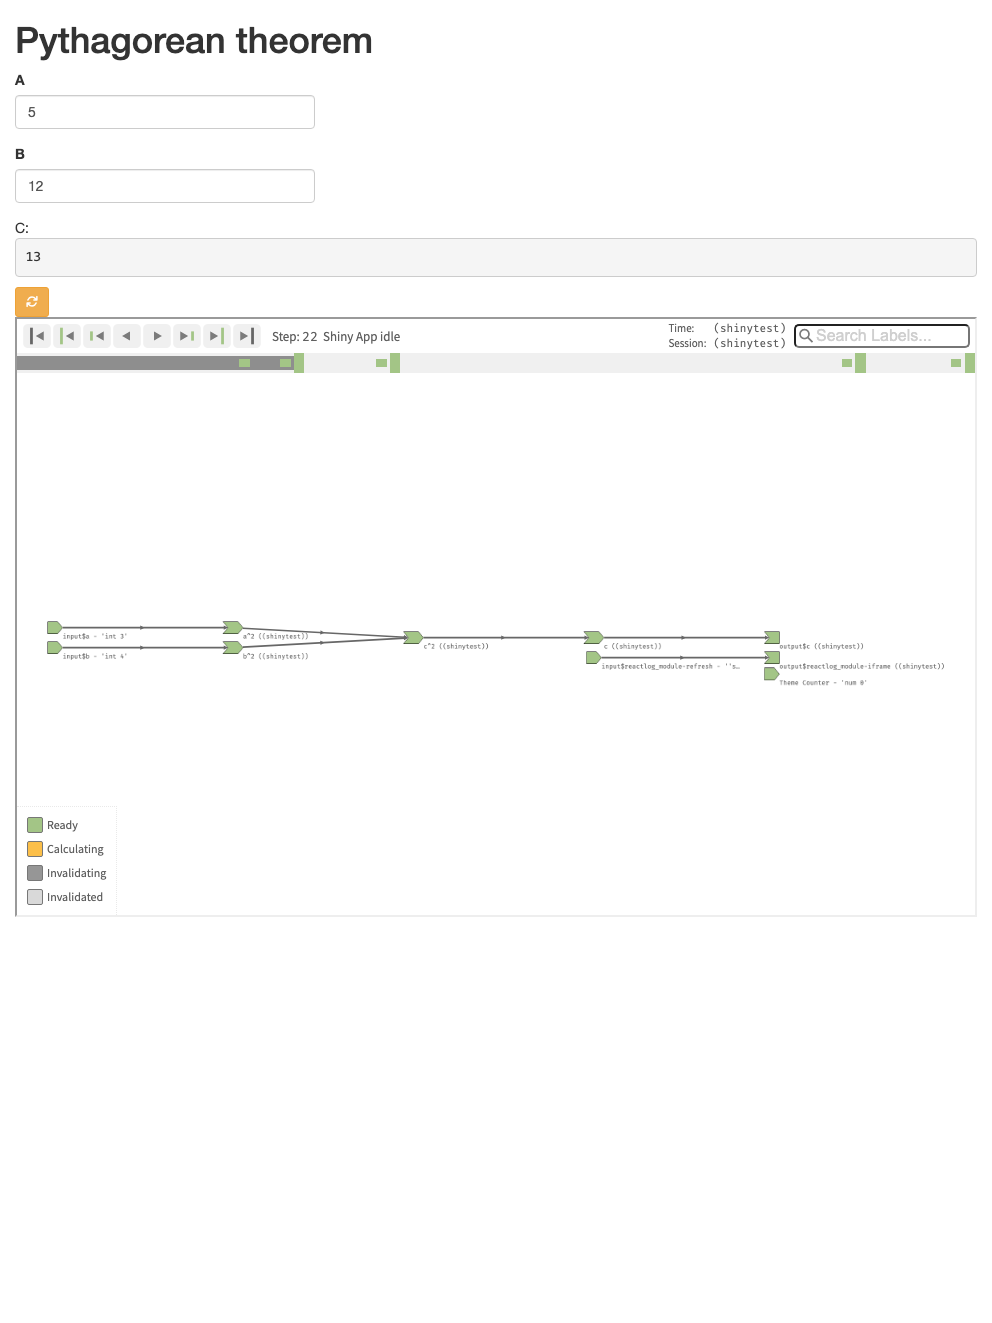 Pythagorean theorem
A
5
B
12
C:
13
Step: 22 Shiny App idle
Time: (shinytest)
Session: (shinytest)
Search Labels...
input$a - 'int 3'
a^2 ((shinytest))
input$b - 'int 4'
b^2 ((shinytest))
c^2 ((shinytest))
c ((shinytest))
output$c ((shinytest))
input$reactlog_module-refresh - ''s…
output$reactlog_module-iframe ((shinytest))
Theme Counter - 'num 0'
Ready
Calculating
Invalidating
Invalidated